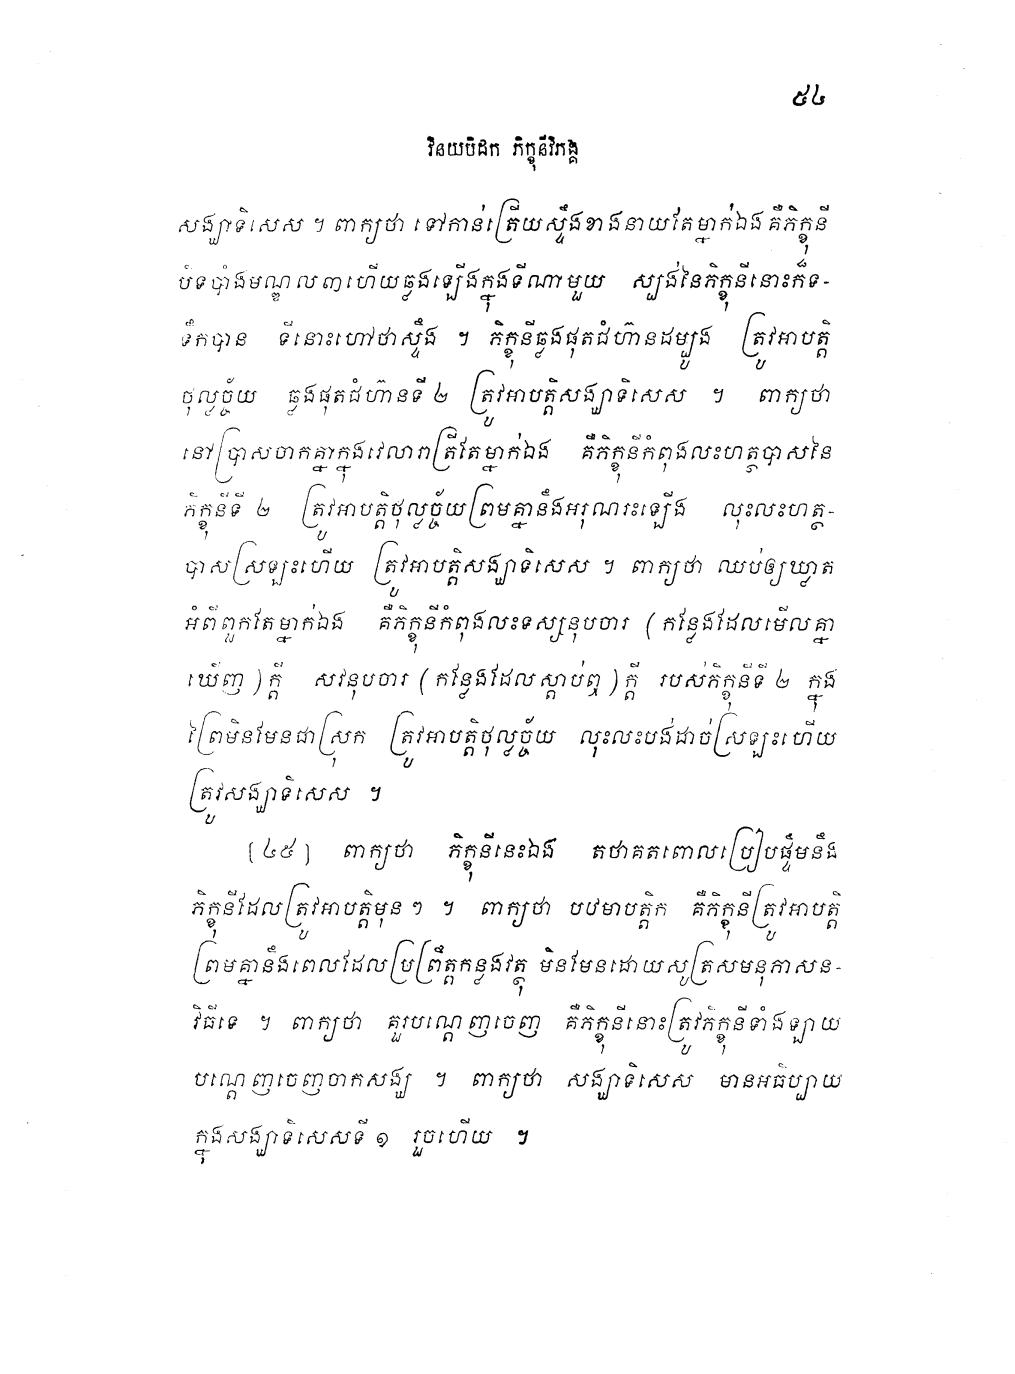 ៥៤
វិនយបិដក ភិក្ខុនីវិភង្គ
សង្ឃាទិសេស ។ ពាក្យថា ទៅកាន់ត្រើយស្ទឹងខាងនាយតែម្នាក់ឯង គឺភិក្ខុនី
បំទបាំងមណ្ឌល ៣ ហើយឆ្លងឡើងក្នុងទីណាមួយ ស្បង់នៃភិក្ខុនីនោះក៏ទ-
ទឹកបាន ទីនោះហៅថាស្ទឹង ។ ភិក្ខុនីឆ្លងផុតជំហ៊ានដម្បូង ត្រូវអាបត្តិ
ថុល្លច្ច័យ ឆ្លងផុតជំហ៊ានទី ២ ត្រូវអាបត្តិសង្ឃាទិសេស ។ ពាក្យថា
នៅប្រាសចាកគ្នាក្នុងវេលារាត្រីតែម្នាក់ឯង គឺភិក្ខុនីកំពុងលះហត្ថបាសនៃ
ភិក្ខុនីទី ២ ត្រូវអាបត្តិថុល្លច្ច័យព្រមគ្នានឹងអរុណរះឡើង លុះលះហត្ថ-
បាសស្រឡះហើយ ត្រូវអាបត្តិសង្ឃាទិសេស ។ ពាក្យថា ឈប់ឲ្យឃ្លាត
អំពីពួកតែម្នាក់ឯង គឺភិក្ខុនីកំពុងលះទស្សនុបចារ ( កន្លែងដែលមើលគ្នា
ឃើញ ) ក្តី សវនុបចារ ( កន្លែងដែលស្តាប់ឮ ) ក្តី របស់ភិក្ខុនីទី ២ ក្នុង
ព្រៃមិនមែនជាស្រុក ត្រូវអាបត្តិថុល្លច្ច័យ លុះលះបង់ដាច់ស្រឡះហើយ
ត្រូវសង្ឃាទិសេស ។
[ ៤៥ ] ពាក្យថា ភិក្ខុនីនេះឯង តថាគតពោលប្រៀបផ្ទឹមនឹង
ភិក្ខុនីដែលត្រូវអាបត្តិមុន ៗ ។ ពាក្យថា បឋមាបត្តិក គឺភិក្ខុនីត្រូវអាបត្តិ
ព្រមគ្នានឹងពេលដែលប្រព្រឹត្តកន្លងវត្ថុ មិនមែនដោយសូត្រសមនុភាសន-
វិធីទេ ។ ពាក្យថា គួរបណ្តេញចេញ គឺភិក្ខុនីនោះត្រូវភិក្ខុនីទាំងឡាយ
បណ្តេញចេញចាកសង្ឃ ។ ពាក្យថា សង្ឃាទិសេស មានអធិប្បាយ
ក្នុងសង្ឃាទិសេសទី ១ រួចហើយ ។